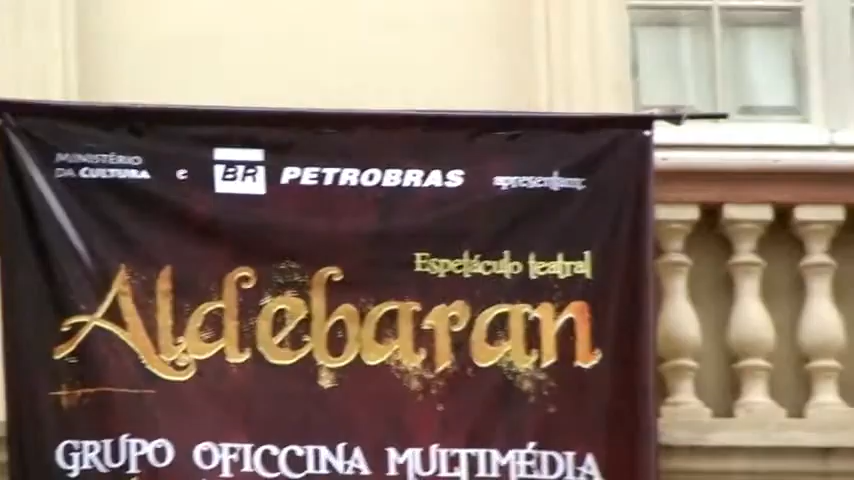 MINISTÉRIO
DA CULTURA e BR PETROBRAS apresentam:
Espetáculo teatral
Aldebaran
GRUPO OFICCINA MULTIMÉDIA